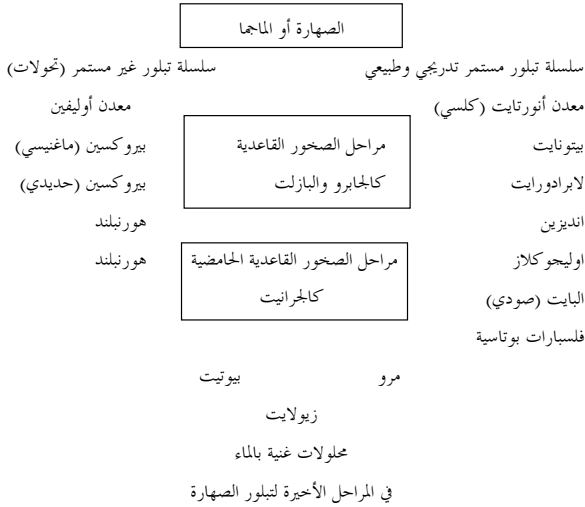 الصهارة أو الماجما
سلسلة تبلور مستمر تدريجي وطبيعي سلسلة تبلور غير مستمر (تحولات)
معدن أنورتايت (كلسي) معدن أوليفين
بيتونايت مراحل الصخور القاعدية بيروكسين (ماغنيسي)
لابرادورايت كالجابرو والبازلت بيروكسين (حديدي)
انديزين هورنبلند
اوليجوكلاز مراحل الصخور القاعدية الحامضية هورنبلند
البايت (صودي) كالجرانيت
فلسبارات بوتاسية
مرو بيوتيت
زيولايت
محلولات غنية بالماء
في المراحل الأخيرة لتبلور الصهارة